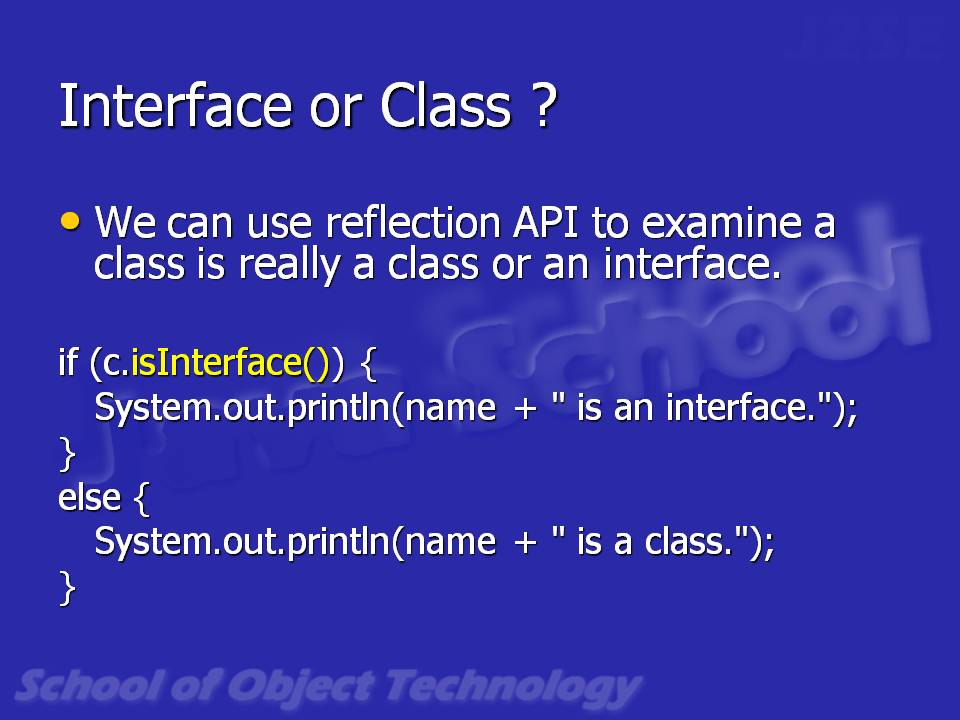 J2SE
Interface or Class ?
• We can use reflection API to examine a
class is really a class or an interface.
Java School
if (c.isInterface()) {
System.out.println(name + " is an interface.");
}
else {
System.out.println(name + " is a class.");
}
School of Object Technology